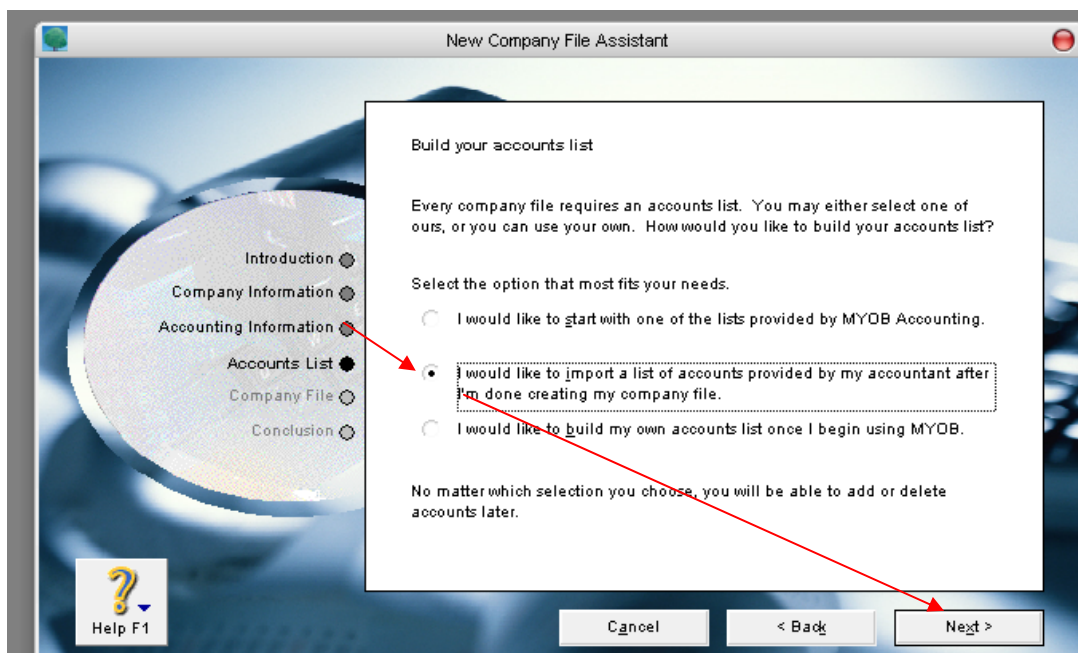 New Company File Assistant
Build your accounts list
Every company file requires an accounts list. You may either select one of
ours, or you can use your own. How would you like to build your accounts list?
Select the option that most fits your needs.
I would like to start with one of the lists provided by MYOB Accounting.
I would like to import a list of accounts provided by my accountant after
I'm done creating my company file.
I would like to build my own accounts list once I begin using MYOB.
No matter which selection you choose, you will be able to add or delete
accounts later.
Introduction
Company Information
Accounting Information
Accounts List
Company File
Conclusion
Help F1
Cancel
< Back
Next >